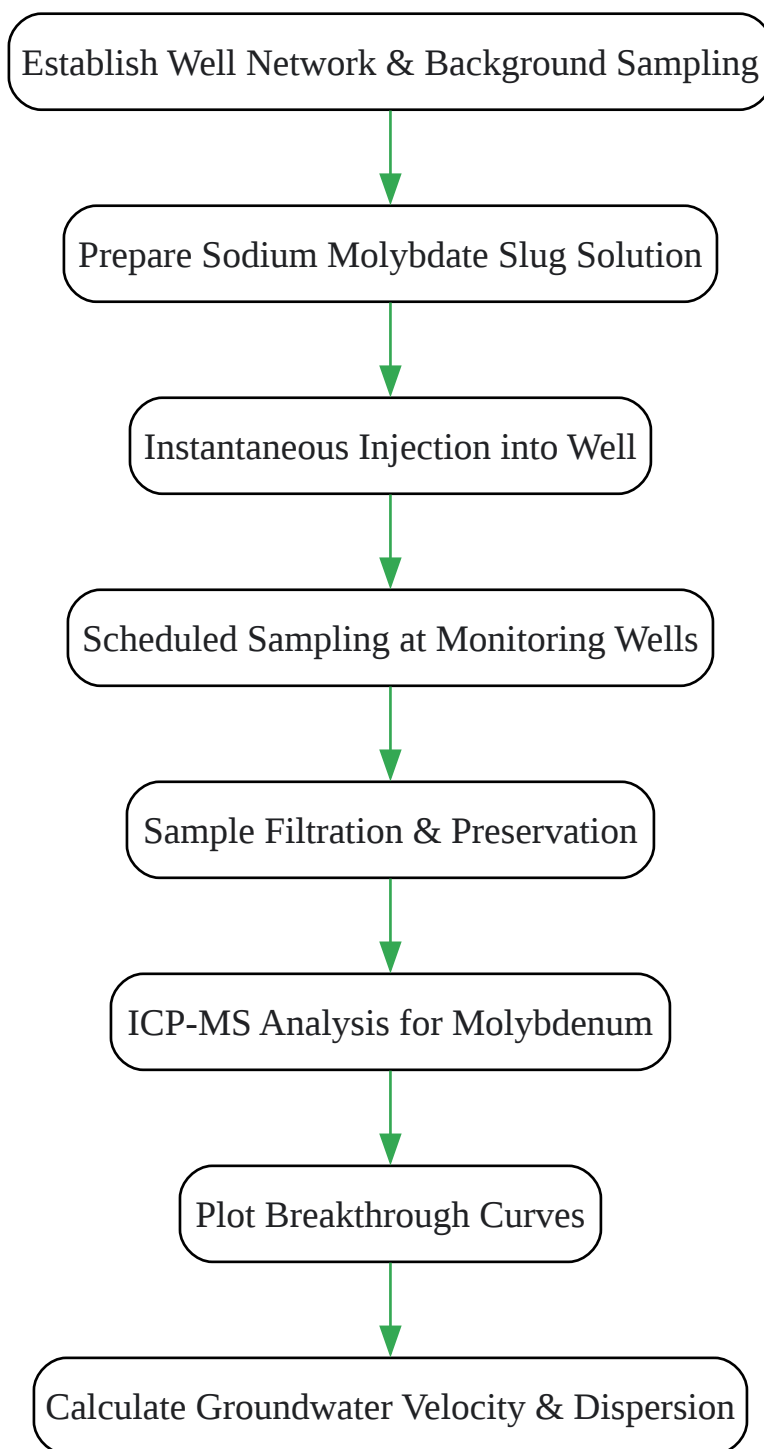 Establish Well Network & Background Sampling
Prepare Sodium Molybdate Slug Solution
Instantaneous Injection into Well
Scheduled Sampling at Monitoring Wells
Sample Filtration & Preservation
ICP-MS Analysis for Molybdenum
Plot Breakthrough Curves
Calculate Groundwater Velocity & Dispersion